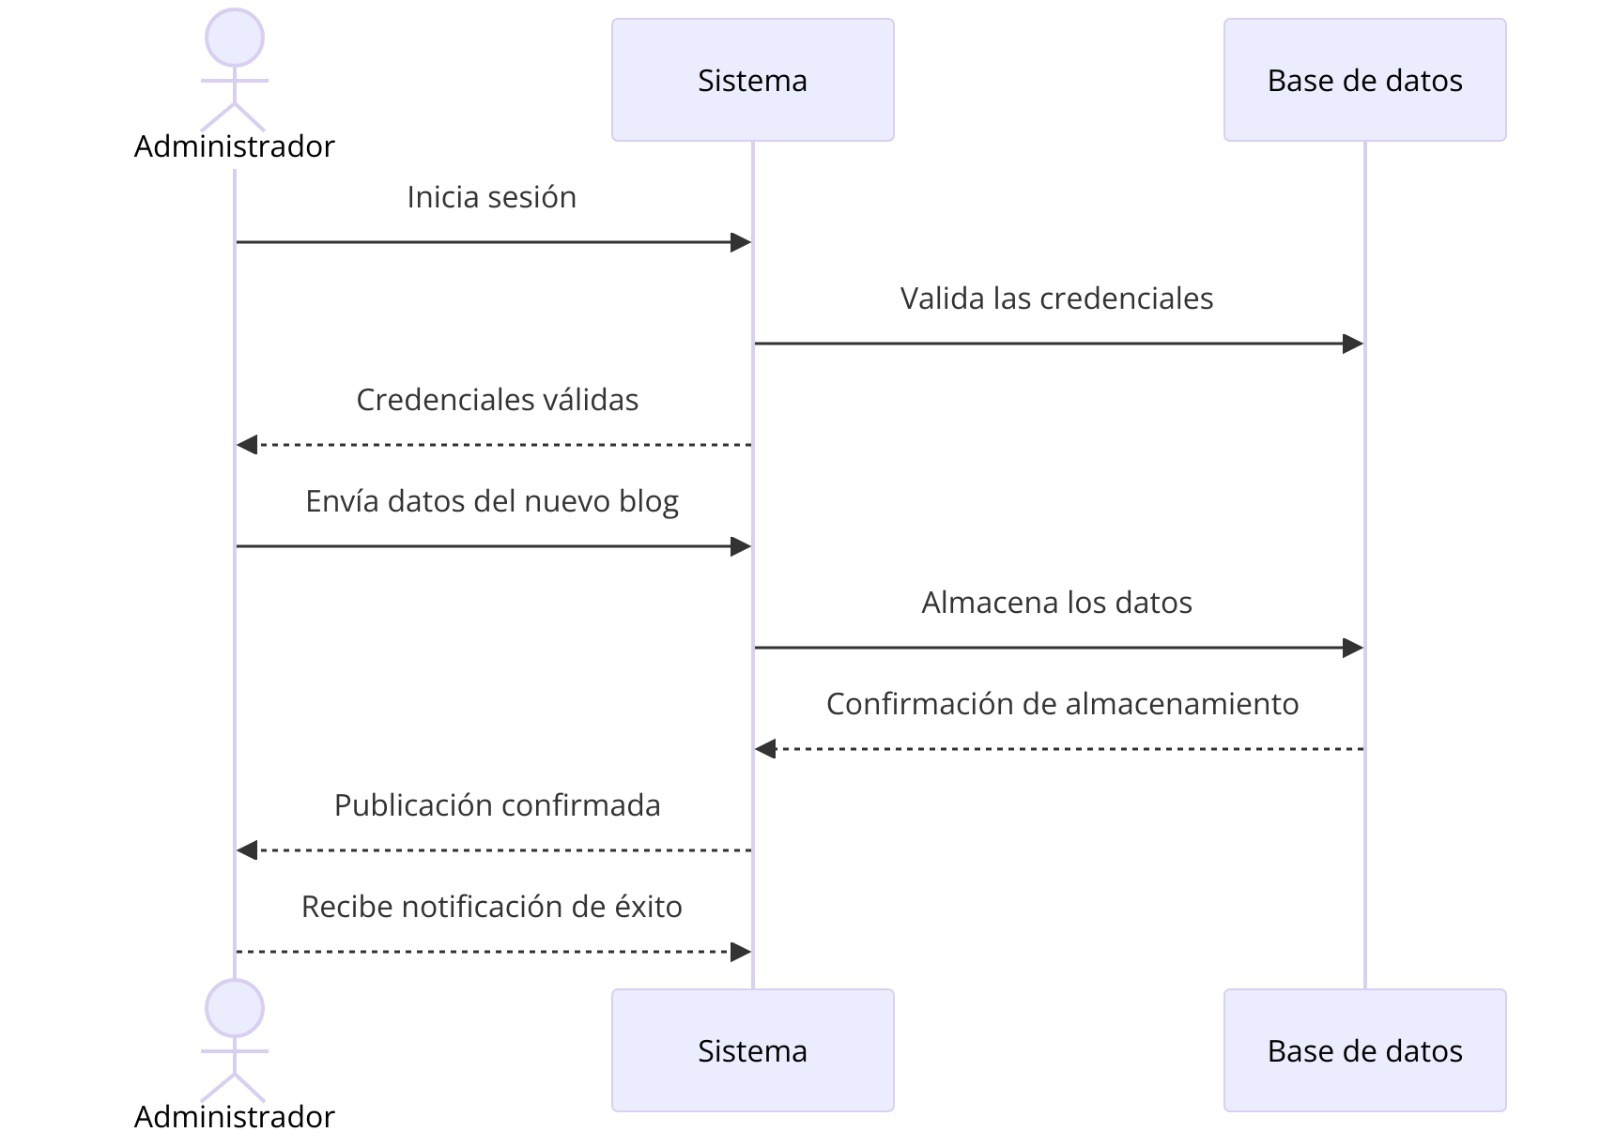 Administrador
Sistema
Base de datos
Inicia sesión
Valida las credenciales
Credenciales válidas
Envía datos del nuevo blog
Almacena los datos
Confirmación de almacenamiento
Publicación confirmada
Recibe notificación de éxito
Administrador
Sistema
Base de datos